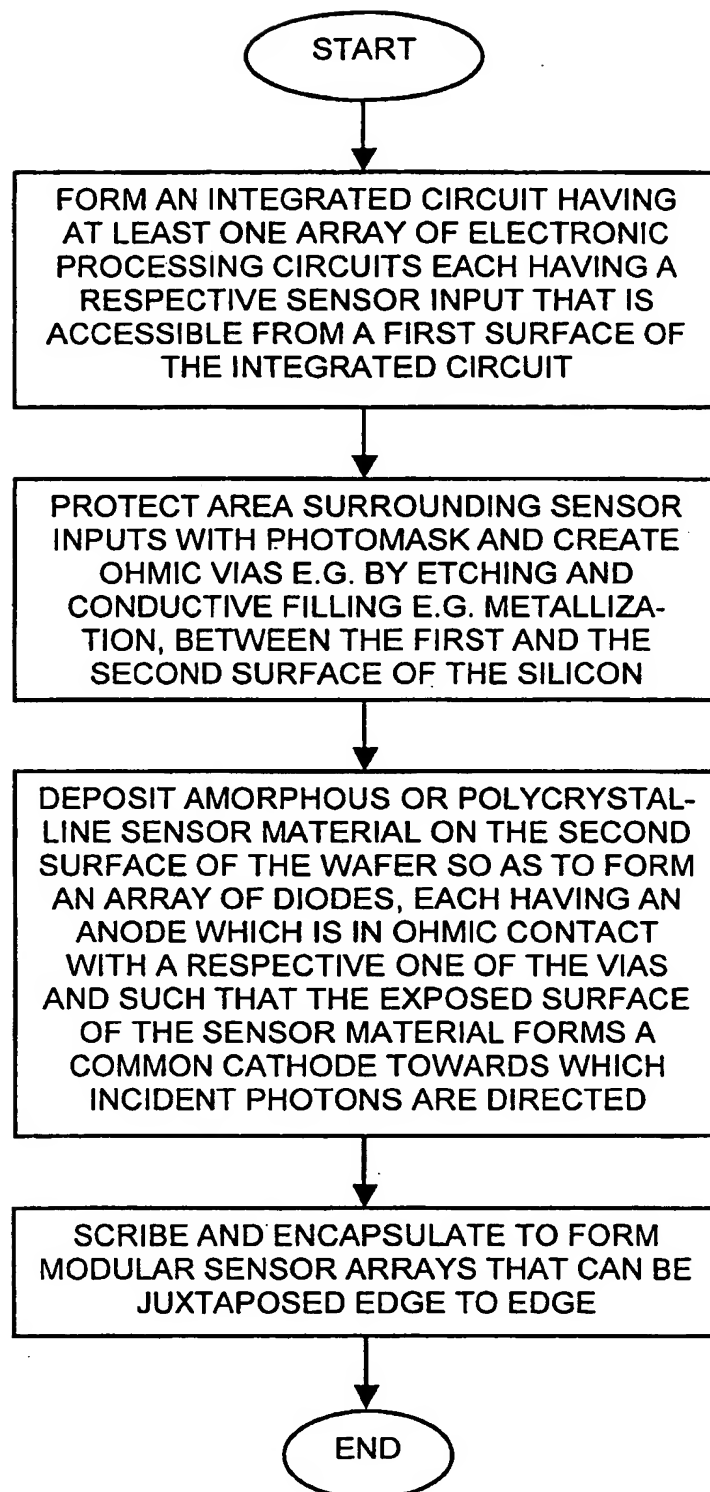 START
FORM AN INTEGRATED CIRCUIT HAVING
AT LEAST ONE ARRAY OF ELECTRONIC
PROCESSING CIRCUITS EACH HAVING A
RESPECTIVE SENSOR INPUT THAT IS
ACCESSIBLE FROM A FIRST SURFACE OF
THE INTEGRATED CIRCUIT
PROTECT AREA SURROUNDING SENSOR
INPUTS WITH PHOTOMASK AND CREATE
OHMIC VIAS E.G. BY ETCHING AND
CONDUCTIVE FILLING E.G. METALLIZA-
TION, BETWEEN THE FIRST AND THE
SECOND SURFACE OF THE SILICON
DEPOSIT AMORPHOUS OR POLYCRYSTAL-
LINE SENSOR MATERIAL ON THE SECOND
SURFACE OF THE WAFER SO AS TO FORM
AN ARRAY OF DIODES, EACH HAVING AN
ANODE WHICH IS IN OHMIC CONTACT
WITH A RESPECTIVE ONE OF THE VIAS
AND SUCH THAT THE EXPOSED SURFACE
OF THE SENSOR MATERIAL FORMS A
COMMON CATHODE TOWARDS WHICH
INCIDENT PHOTONS ARE DIRECTED
SCRIBE AND ENCAPSULATE TO FORM
MODULAR SENSOR ARRAYS THAT CAN BE
JUXTAPOSED EDGE TO EDGE
END